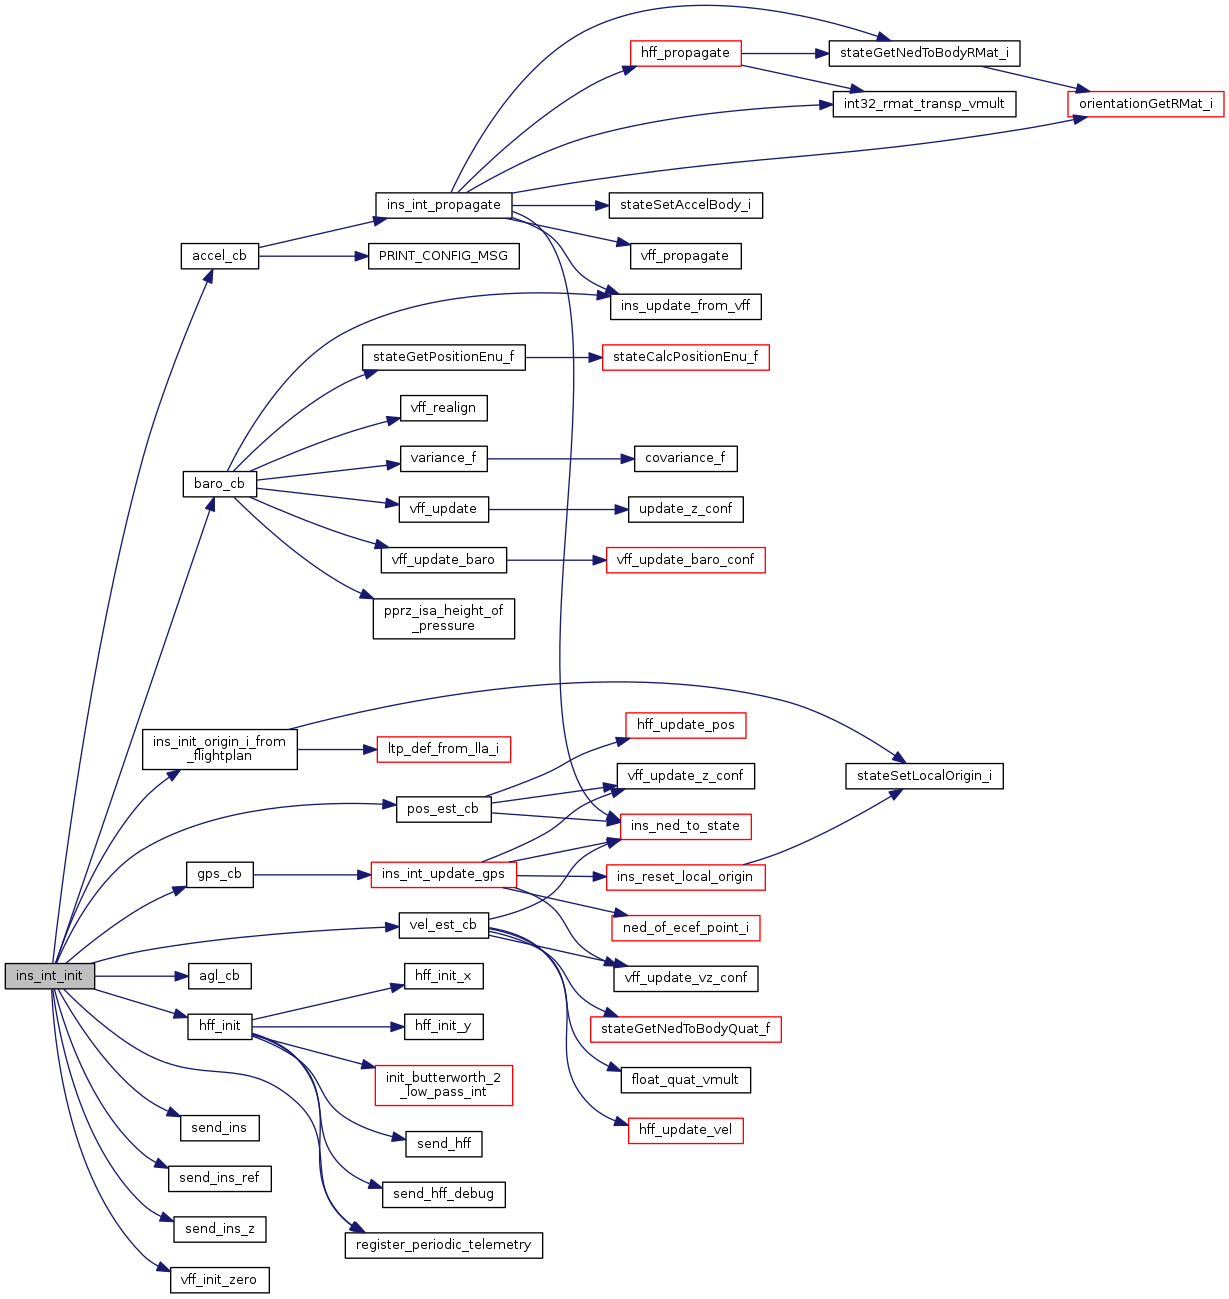 hff_propagate
stateGetNedToBodyRMat_i
int32_rmat_transp_vmult
orientationGetRMat_i
ins_int_propagate
stateSetAccelBody_i
accel_cb
PRINT_CONFIG_MSG
vff_propagate
ins_update_from_vff
stateGetPositionEnu_f
stateCalcPositionEnu_f
vff_realign
variance_f
covariance_f
baro_cb
vff_update
update_z_conf
vff_update_baro
vff_update_baro_conf
pprz_isa_height_of
_pressure
hff_update_pos
ins_init_origin_i_from
_flightplan
ltp_def_from_lla_i
vff_update_z_conf
stateSetLocalOrigin_i
pos_est_cb
ins_ned_to_state
gps_cb
ins_int_update_gps
ins_reset_local_origin
vel_est_cb
ned_of_ecef_point_i
ins_int_init
agl_cb
hff_init_x
vff_update_vz_conf
hff_init
hff_init_y
stateGetNedToBodyQuat_f
init_butterworth_2
_low_pass_int
float_quat_vmult
send_ins
send_hff
hff_update_vel
send_ins_ref
send_hff_debug
send_ins_z
register_periodic_telemetry
vff_init_zero